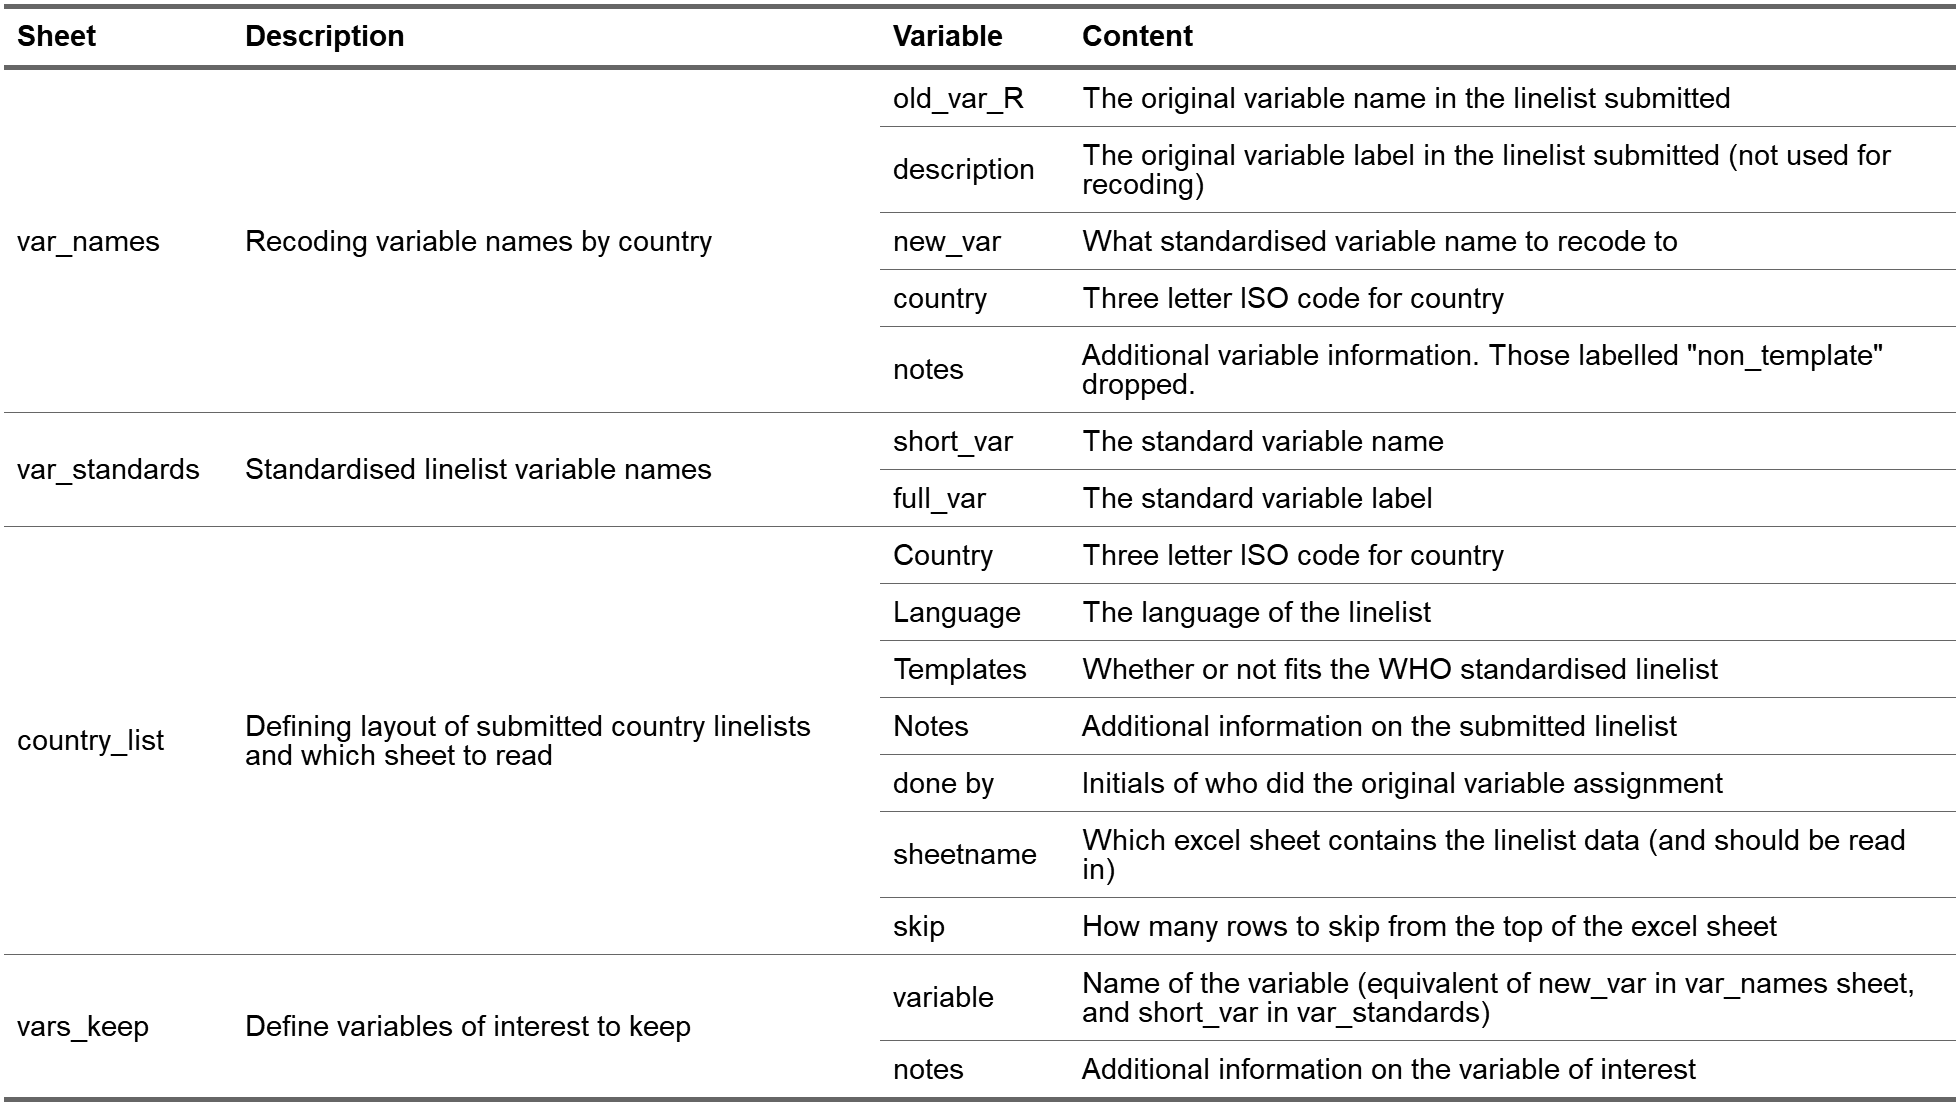 Sheet Description Variable Content
old_var_R The original variable name in the linelist submitted
description The original variable label in the linelist submitted (not used for
recoding)
var_names Recoding variable names by country new_var What standardised variable name to recode to
country Three letter ISO code for country
notes Additional variable information. Those labelled "non_template"
dropped.
short_var The standard variable name
var_standards Standardised linelist variable names
full_var The standard variable label
Country Three letter ISO code for country
Language The language of the linelist
Templates Whether or not fits the WHO standardised linelist
country_list Defining layout of submitted country linelists
and which sheet to read
Notes Additional information on the submitted linelist
done by Initials of who did the original variable assignment
sheetname Which excel sheet contains the linelist data (and should be read
in)
skip How many rows to skip from the top of the excel sheet
vars_keep Define variables of interest to keep
variable Name of the variable (equivalent of new_var in var_names sheet,
and short_var in var_standards)
notes Additional information on the variable of interest